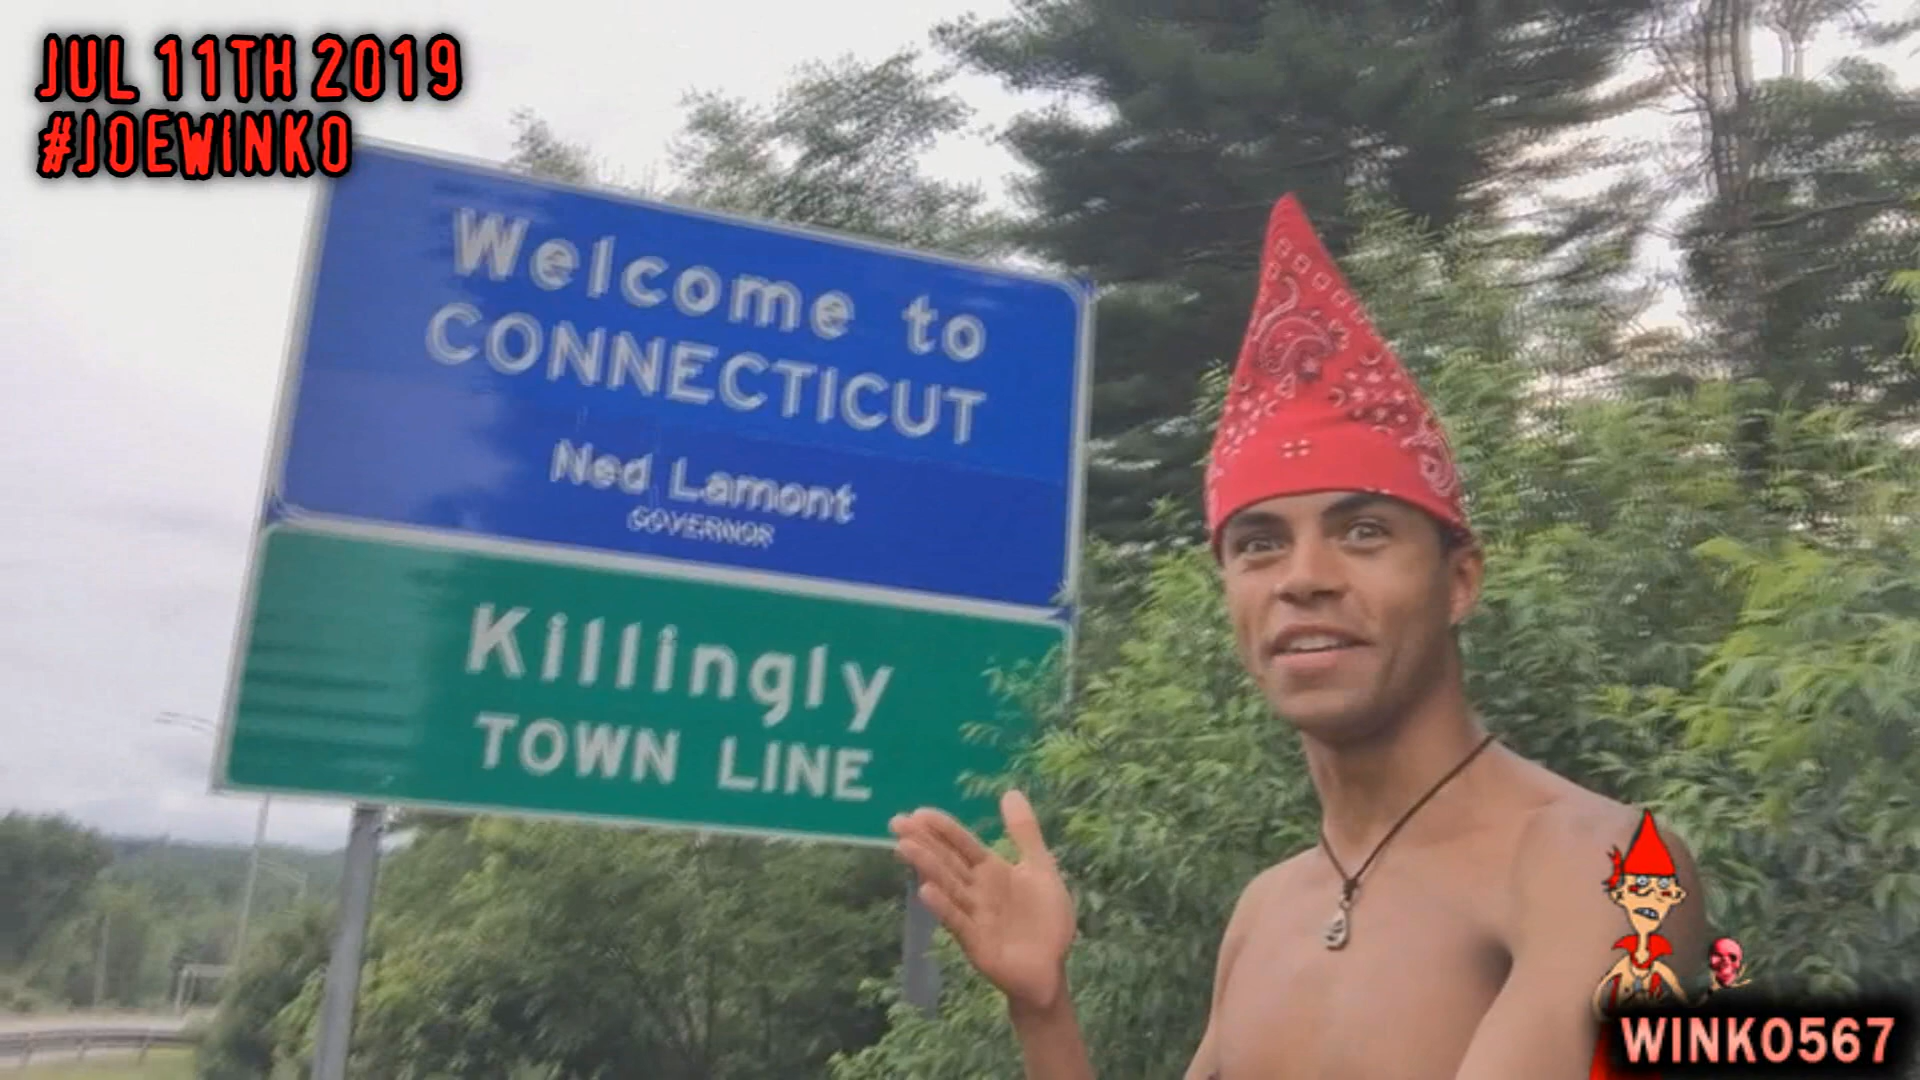 JUL 11TH 2019
#JOEWINKO
Welcome to
CONNECTICUT
Ned Lamont
GOVERNOR
Killingly
TOWN LINE
WINKO567